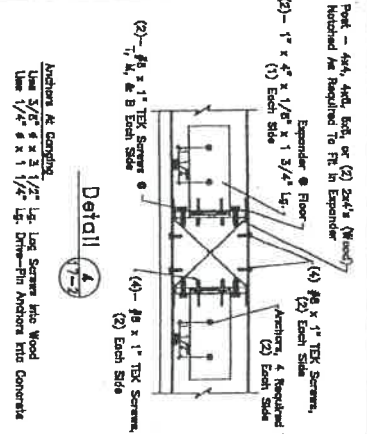 Post - 4x4, 4x6, 6x6, or (2) 2x4's (Wood)
Notched As Required To Fit In Expander
(2)- 1" x 4" x 1/8" x 1 3/4" Lg.,
(1) Each Side
Expander @ Floor
(4) #8 x 1" TEK Screws,
(2) Each Side
Anchors, 4 Required
(2) Each Side
(2)- #8 x 1" TEK Screws @
T, M, & B Each Side
(4)- #8 x 1" TEK Screws,
(2) Each Side
Detail
4
7-2
Anchors At Canging
Use 3/8" ø x 3 1/2" Lg. Lag Screws Into Wood
Use 1/4" ø x 1 1/4" Lg. Drive-Pin Anchors Into Concrete